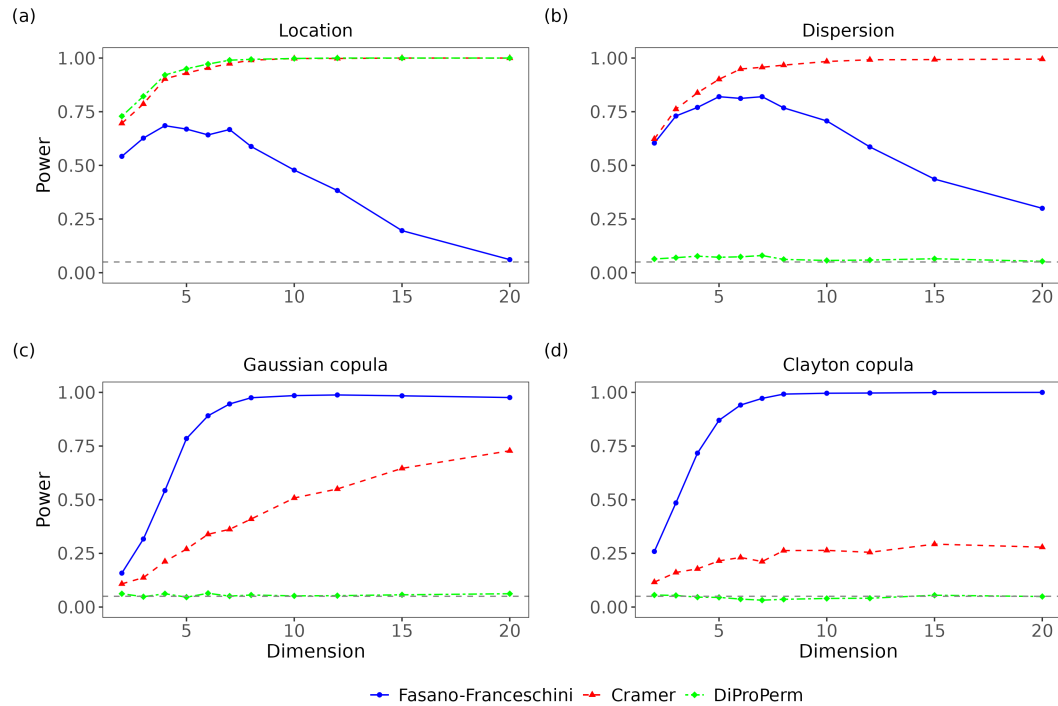 (a)
Location
1.00
0.75
0.50
0.25
0.00
Power
5
10
15
20
(b)
Dispersion
1.00
0.75
0.50
0.25
0.00
5
10
15
20
(c)
Gaussian copula
1.00
0.75
0.50
0.25
0.00
Power
5
10
15
20
Dimension
(d)
Clayton copula
1.00
0.75
0.50
0.25
0.00
5
10
15
20
Dimension
Fasano-Franceschini Cramer DiProPerm